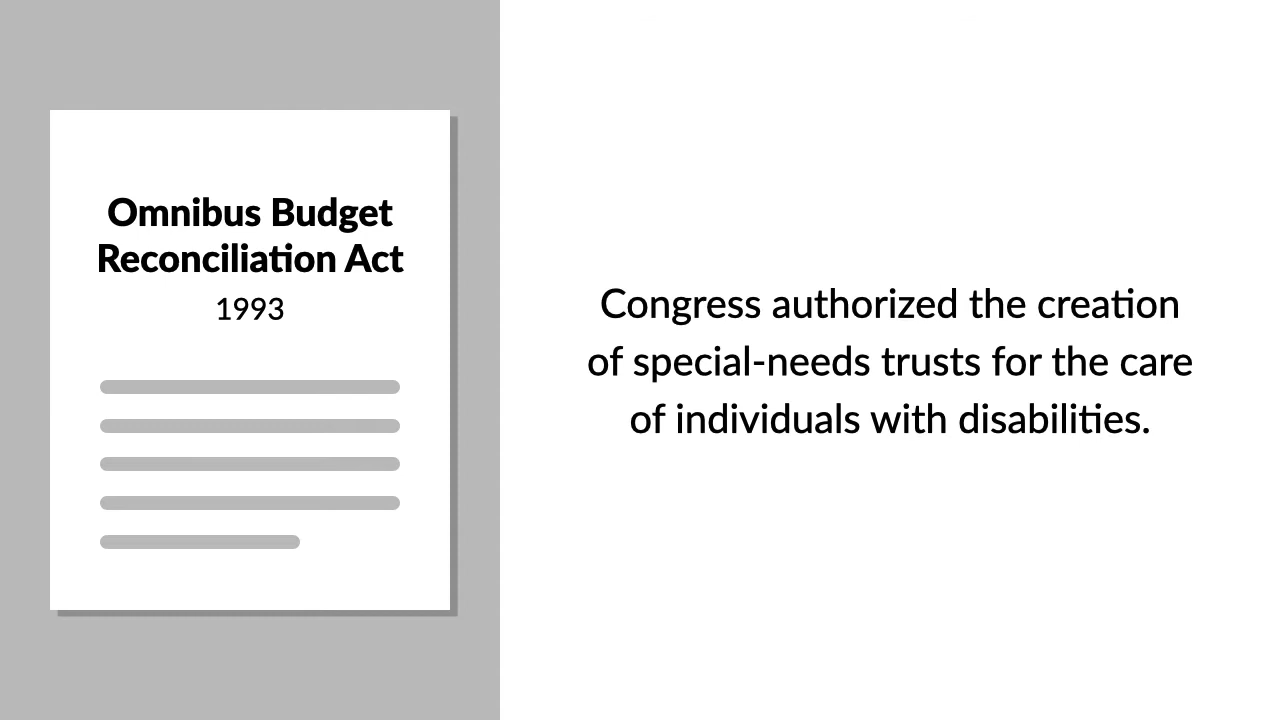 Omnibus Budget
Reconciliation Act
1993
Congress authorized the creation
of special-needs trusts for the care
of individuals with disabilities.